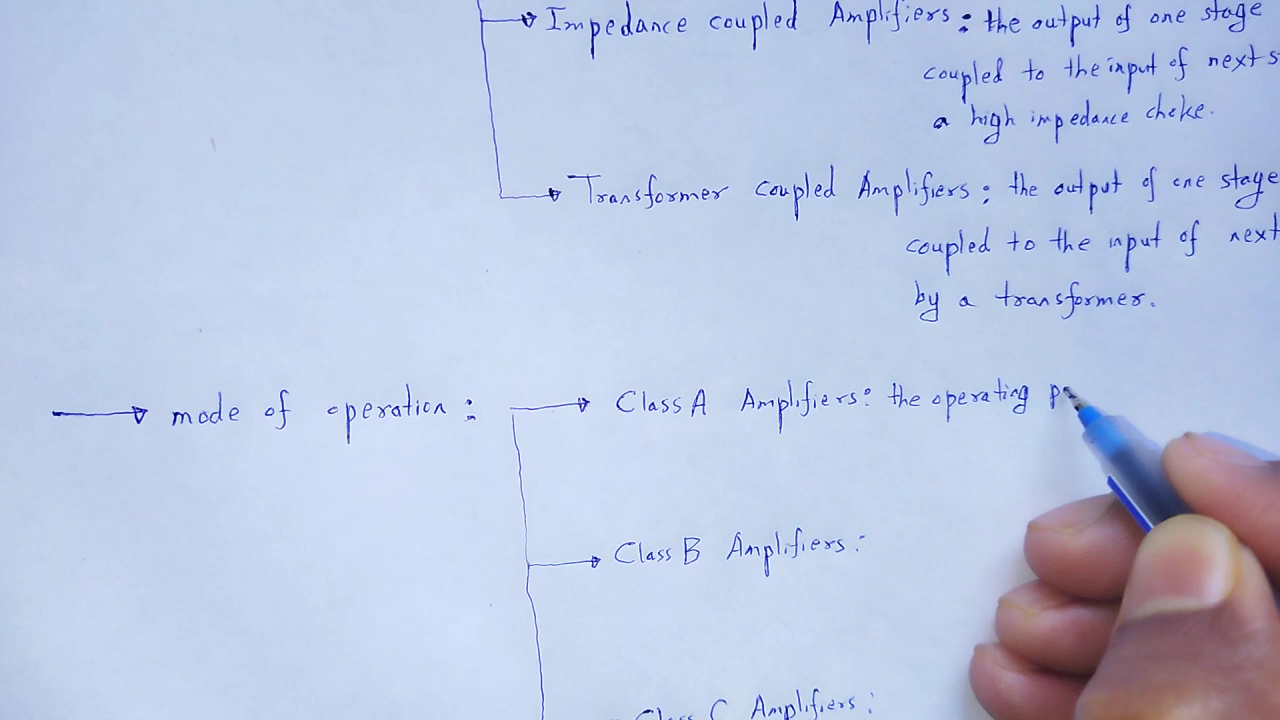 Impedance coupled Amplifiers: the output of one stage
coupled to the input of next s
a high impedance choke.
Transformer coupled Amplifiers: the output of one stage
coupled to the input of next
by a transformer.
mode of operation: Class A Amplifiers: the operating p
Class B Amplifiers:
Class C Amplifiers: